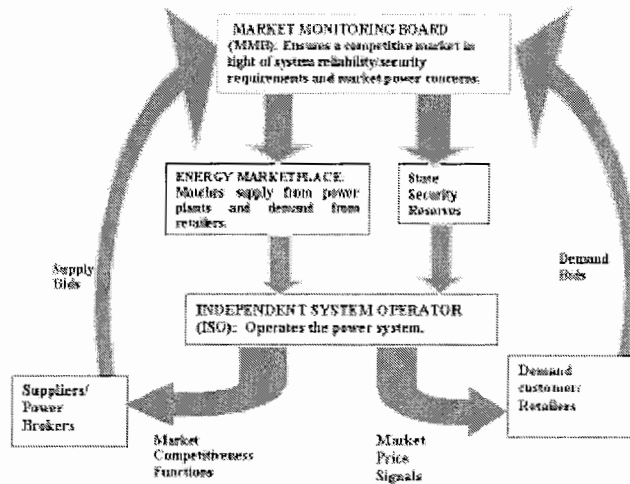 MARKET MONITORING BOARD
(MMB): Ensures a competitive market in
light of system reliability/security
requirements and market power concerns.
ENERGY MARKETPLACE:
Matches supply from power
plants and demand from
retailers.
State
Security
Reserves
Supply
Bids
Demand
Bids
INDEPENDENT SYSTEM OPERATOR
(ISO): Operates the power system.
Suppliers/
Power
Brokers
Demand
customer/
Retailers
Market
Competitiveness
Functions
Market
Price
Signals